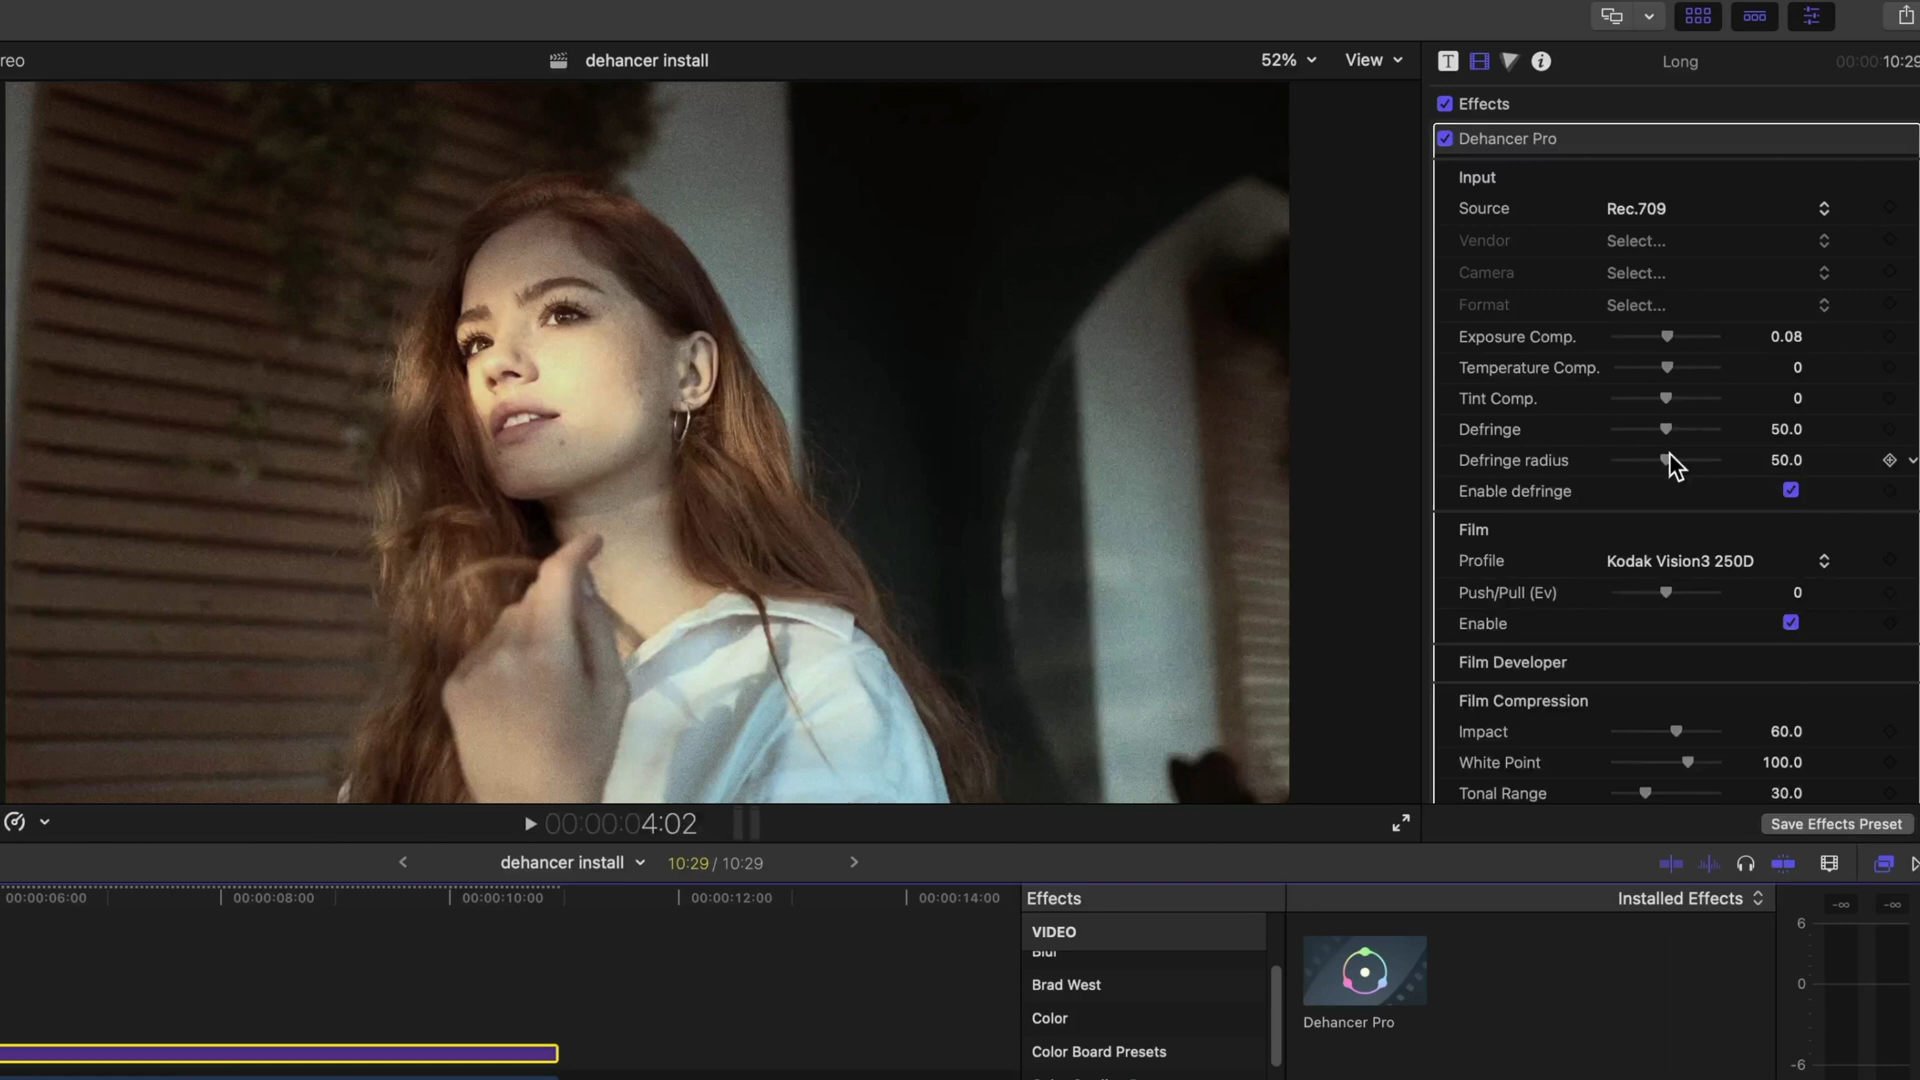 reo
dehancer install
52%
View
T
i
Long
00:00:10:29
Effects
Dehancer Pro
Input
Source
Rec.709
Vendor
Select...
Camera
Select...
Format
Select...
Exposure Comp.
0.08
Temperature Comp.
0
Tint Comp.
0
Defringe
50.0
Defringe radius
50.0
Enable defringe
Film
Profile
Kodak Vision3 250D
Push/Pull (Ev)
0
Enable
Film Developer
Film Compression
Impact
60.0
White Point
100.0
Tonal Range
30.0
00:00:04:02
Save Effects Preset
dehancer install
10:29 / 10:29
00:00:06:00
00:00:08:00
00:00:10:00
00:00:12:00
00:00:14:00
Effects
Installed Effects
VIDEO
Blur
Brad West
Color
Color Board Presets
Dehancer Pro
-∞
-∞
6
0
-6